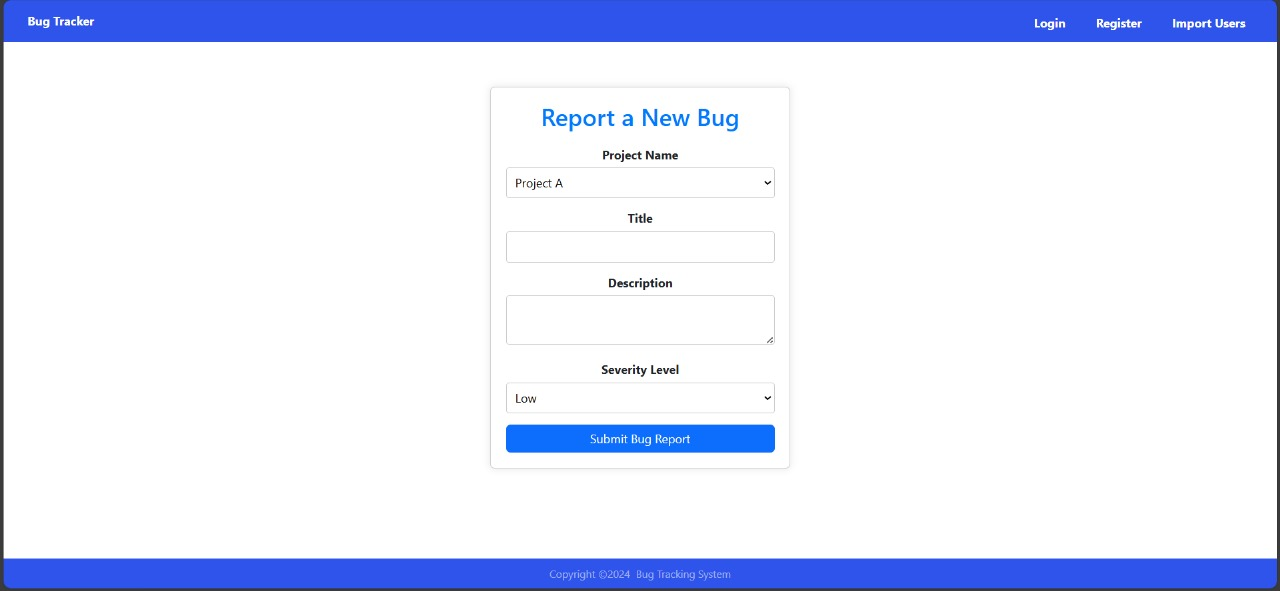 Bug Tracker
Login Register Import Users
Report a New Bug
Project Name
Project A
Title
Description
Severity Level
Low
Submit Bug Report
Copyright ©2024 Bug Tracking System